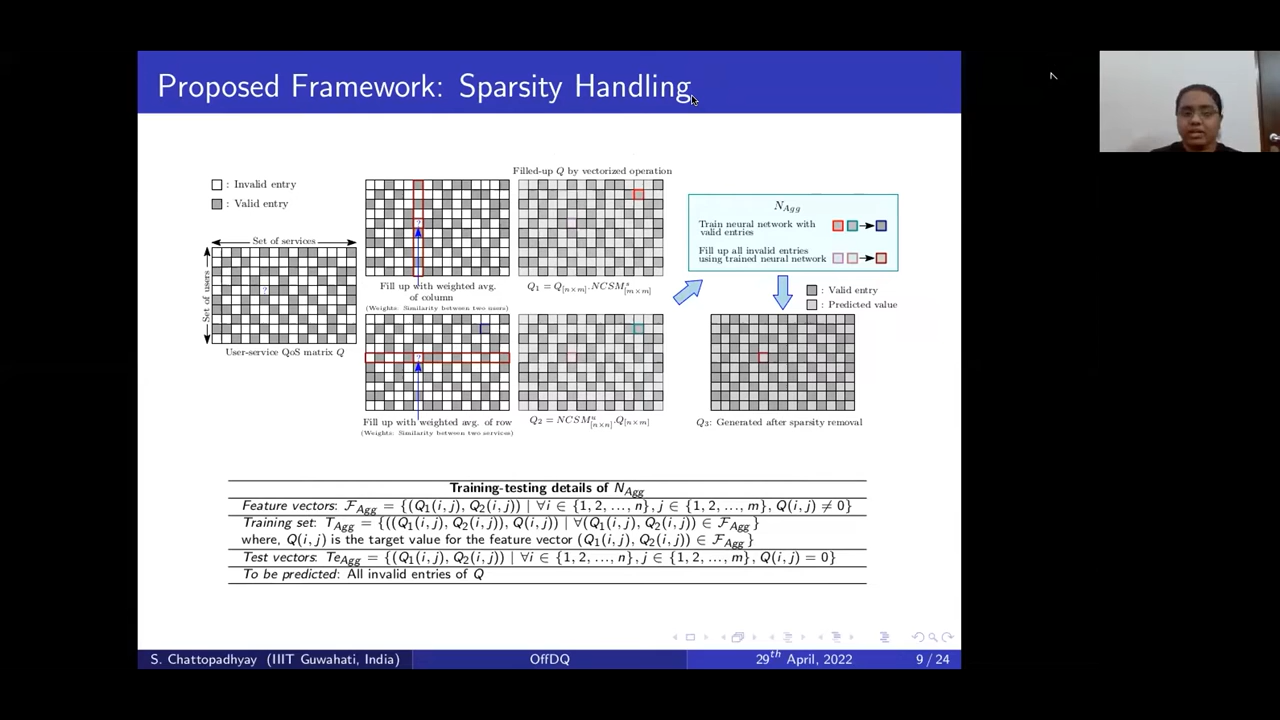 Proposed Framework: Sparsity Handling
: Invalid entry
: Valid entry
Set of services
Set of users
?
User-service QoS matrix Q
?
Fill up with weighted avg.
of column
(Weights: Similarity between two users)
?
Fill up with weighted avg. of row
(Weights: Similarity between two services)
Filled-up Q by vectorized operation
Q₁ = Q[n×m].NCSMˢ[m×m]
Q₂ = NCSMᵘ[n×n].Q[n×m]
N_Agg
Train neural network with
valid entries
Fill up all invalid entries
using trained neural network
: Valid entry
: Predicted value
Q₃: Generated after sparsity removal
Training-testing details of N_Agg
Feature vectors: F_Agg = {(Q₁(i, j), Q₂(i, j)) | ∀i ∈ {1, 2, ..., n}, j ∈ {1, 2, ..., m}, Q(i, j) ≠ 0}
Training set: T_Agg = {((Q₁(i, j), Q₂(i, j)), Q(i, j)) | ∀(Q₁(i, j), Q₂(i, j)) ∈ F_Agg}
where, Q(i, j) is the target value for the feature vector (Q₁(i, j), Q₂(i, j)) ∈ F_Agg}
Test vectors: Te_Agg = {(Q₁(i, j), Q₂(i, j)) | ∀i ∈ {1, 2, ..., n}, j ∈ {1, 2, ..., m}, Q(i, j) = 0}
To be predicted: All invalid entries of Q
S. Chattopadhyay (IIIT Guwahati, India)
OffDQ
29th April, 2022
9 / 24